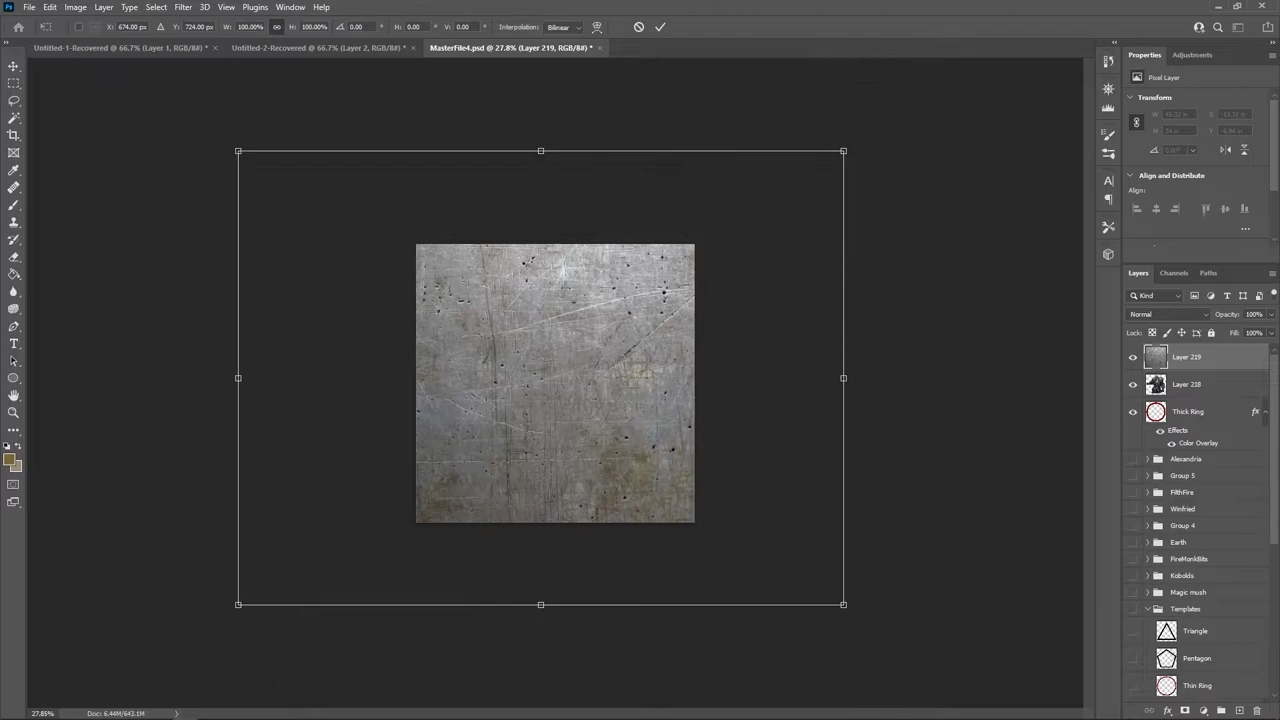 Ps File Edit Image Layer Type Select Filter 3D View Plugins Window Help
X: 674.00 px Y: 724.00 px W: 100.00% H: 100.00% 0.00 H: 0.00 V: 0.00 Interpolation: Bilinear
Untitled-1-Recovered @ 66.7% (Layer 1, RGB/8#) * × Untitled-2-Recovered @ 66.7% (Layer 2, RGB/8#) * × MasterFile4.psd @ 27.8% (Layer 219, RGB/8#) * ×
Properties Adjustments
Pixel Layer
Transform
W X
H Y
Align and Distribute
Align:
Layers Channels Paths
Kind
Normal Opacity: 100%
Lock: Fill: 100%
Layer 219
Layer 218
Thick Ring fx
Effects
Color Overlay
Alexandria
Group 5
FilthFire
Winfried
Group 4
Earth
FireMonkBits
Kobolds
Magic mush
Templates
Triangle
Pentagon
Thin Ring
27.85% Doc: 6.44M/643.1M